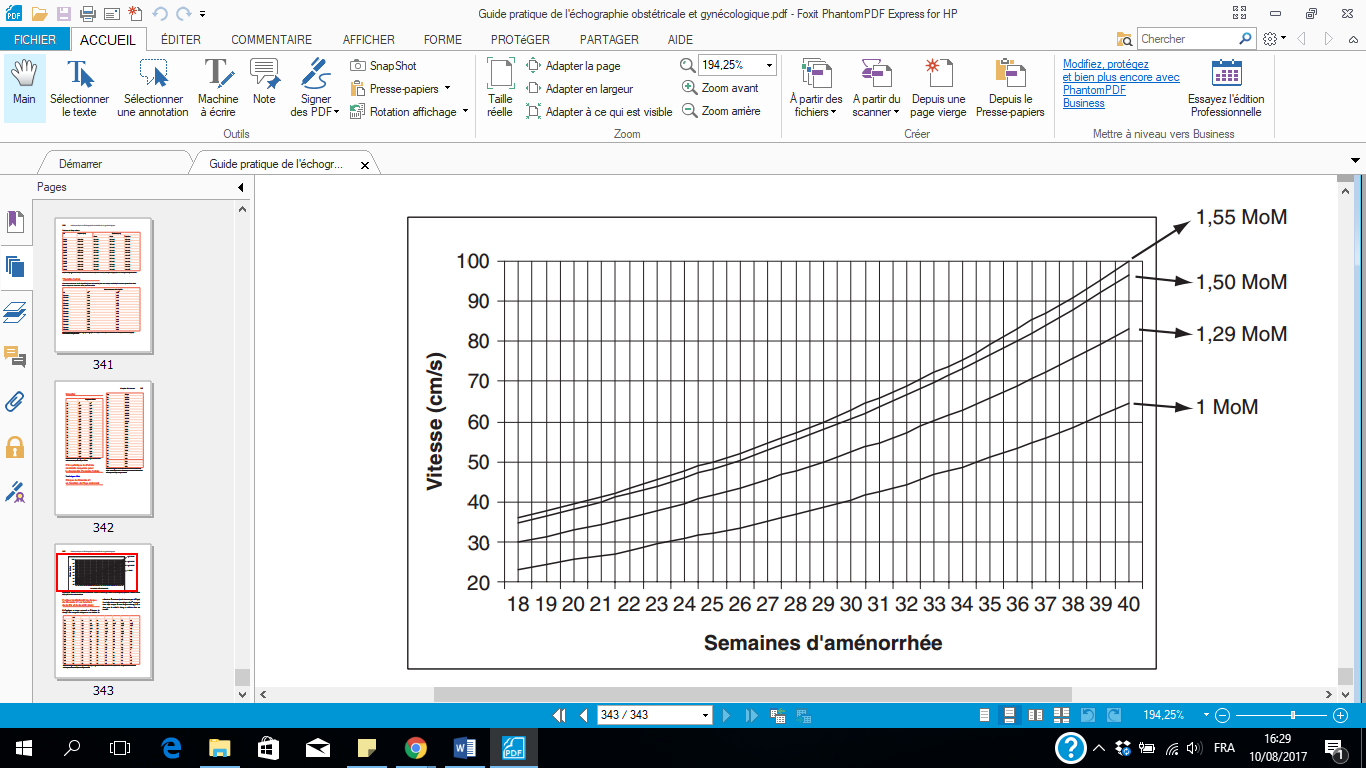 Guide pratique de l'échographie obstétricale et gynécologique.pdf - Foxit PhantomPDF Express for HP
FICHIER ACCUEIL ÉDITER COMMENTAIRE AFFICHER FORME PROTéGER PARTAGER AIDE
Chercher
Main
Sélectionner le texte
Sélectionner une annotation
Machine à écrire
Note
Signer des PDF
SnapShot
Presse-papiers
Rotation affichage
Outils
Taille réelle
Adapter la page
Adapter en largeur
Adapter à ce qui est visible
194,25%
Zoom avant
Zoom arrière
Zoom
À partir des fichiers
A partir du scanner
Depuis une page vierge
Depuis le Presse-papiers
Créer
Modifiez, protégez
et bien plus encore avec
PhantomPDF
Business
Essayez l'édition
Professionnelle
Mettre à niveau vers Business
Démarrer
Guide pratique de l'échogr...
Pages
341
342
343
1,55 MoM
1,50 MoM
1,29 MoM
1 MoM
Vitesse (cm/s)
100
90
80
70
60
50
40
30
20
18 19 20 21 22 23 24 25 26 27 28 29 30 31 32 33 34 35 36 37 38 39 40
Semaines d'aménorrhée
343 / 343
194,25%
FRA
16:29
10/08/2017
1